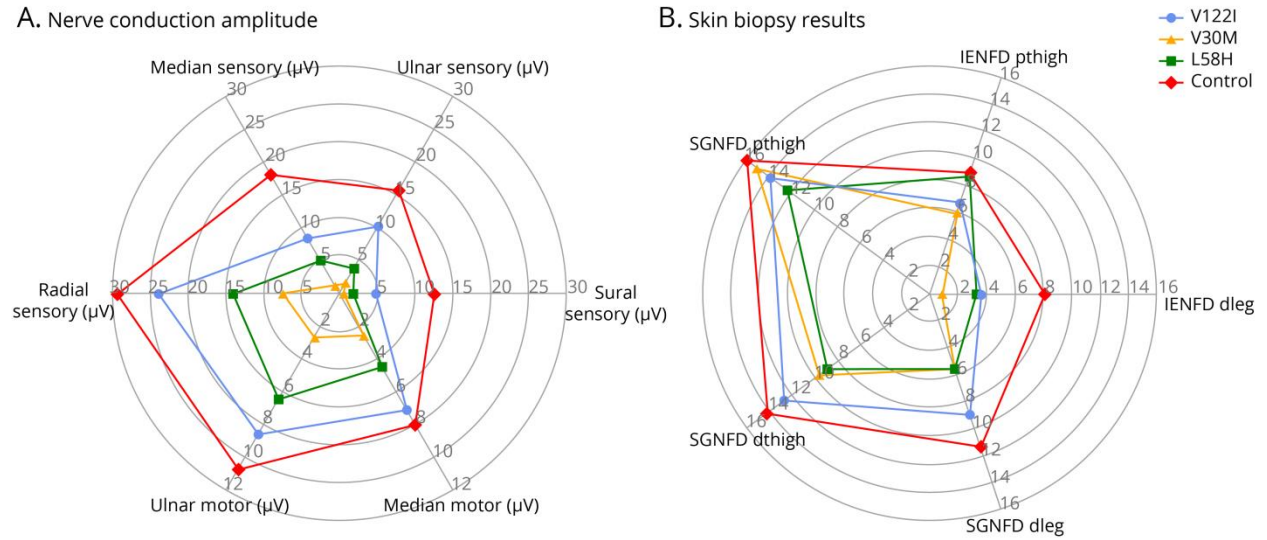 A. Nerve conduction amplitude
B. Skin biopsy results
V122I
V30M
L58H
Control
Median sensory (µV)
Ulnar sensory (µV)
30
25
20
15
10
5
30
25
20
15
10
5
Radial
sensory (µV)
30 25 20 15 10 5
5 10 15 20 25 30
Sural
sensory (µV)
2
4
6
8
10
12
2
4
6
8
10
12
Ulnar motor (µV)
Median motor (µV)
IENFD pthigh
16
14
12
10
8
6
4
2
SGNFD pthigh
16 14 12 10 8 6 4 2
2 4 6 8 10 12 14 16
IENFD dleg
2
4
6
8
10
12
14
16
SGNFD dthigh
2
4
6
8
10
12
14
16
SGNFD dleg